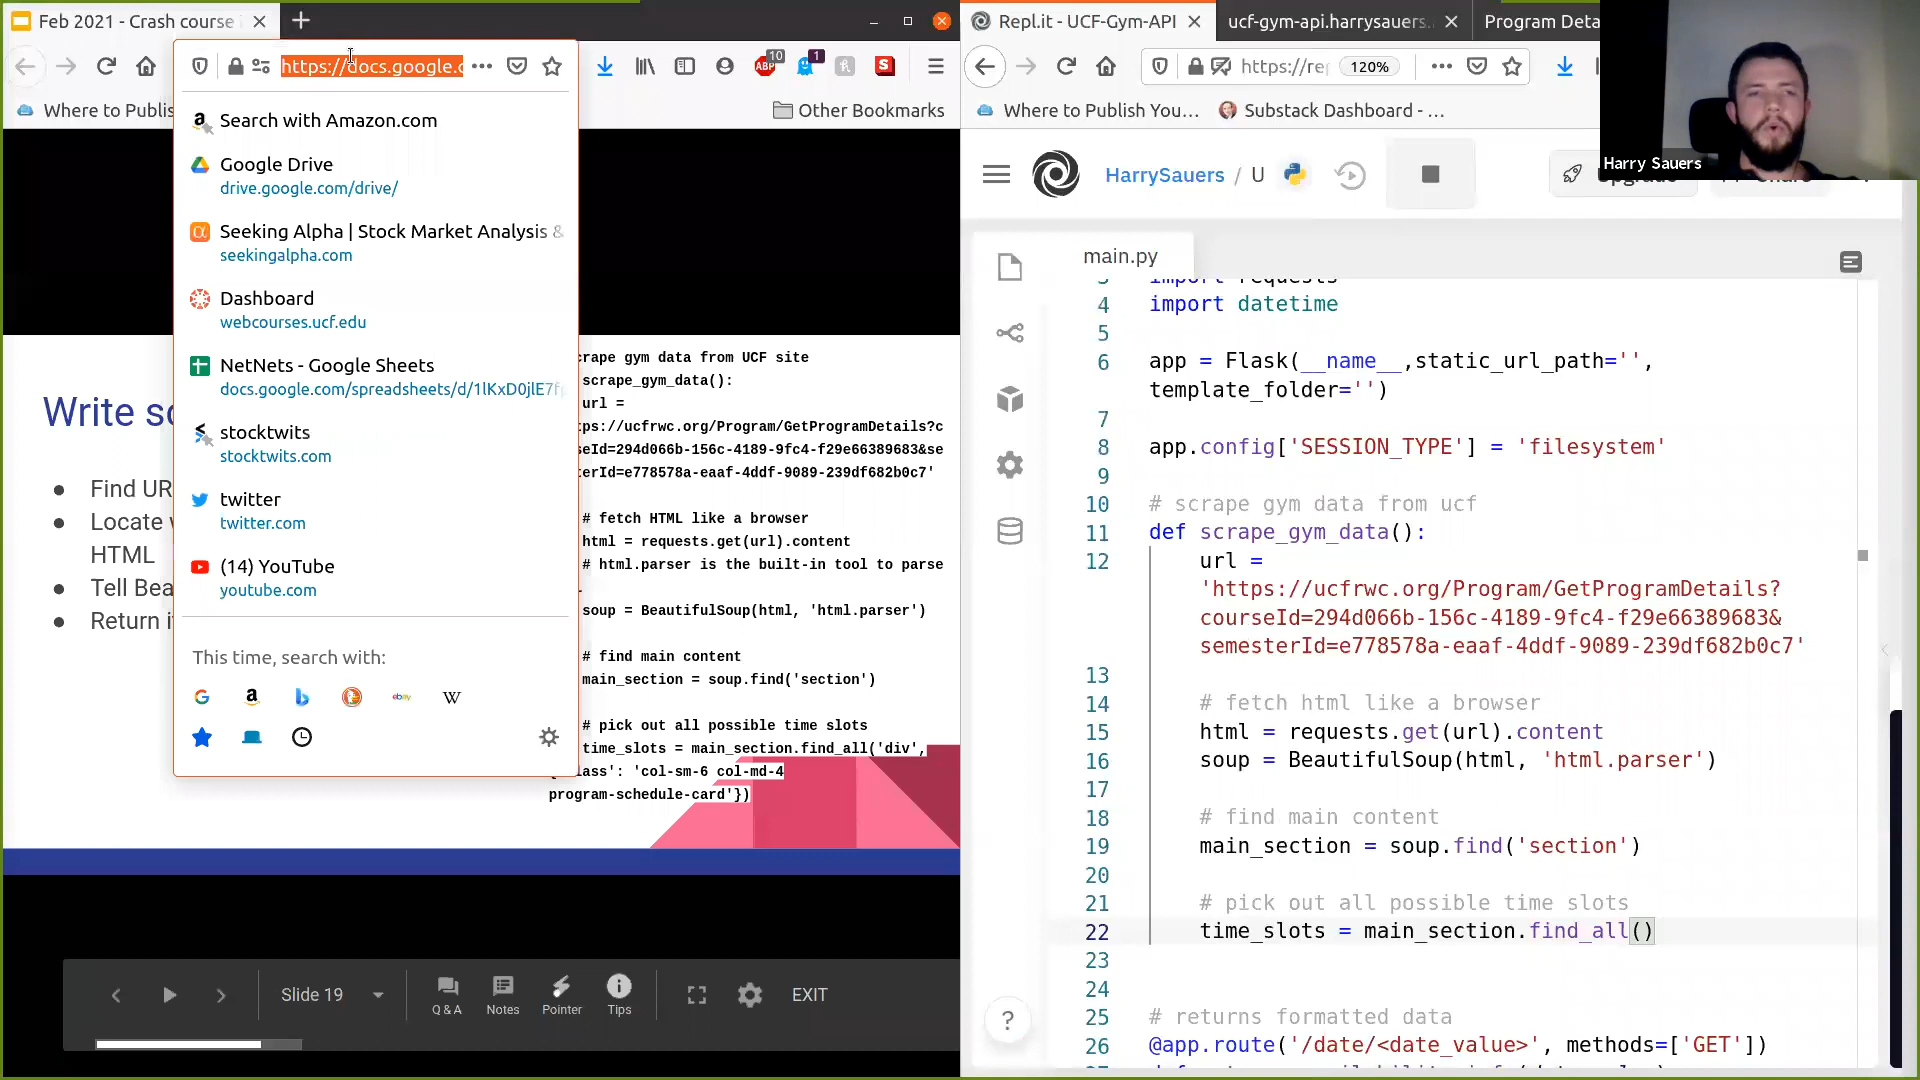 Feb 2021 - Crash course i
https://docs.google.c
10
1
Where to Publis
Other Bookmarks
Search with Amazon.com
Google Drive
drive.google.com/drive/
Seeking Alpha | Stock Market Analysis &
seekingalpha.com
Dashboard
webcourses.ucf.edu
NetNets - Google Sheets
docs.google.com/spreadsheets/d/1lKxD0jlE7f
stocktwits
stocktwits.com
twitter
twitter.com
(14) YouTube
youtube.com
This time, search with:
Write s
Find UR
Locate
HTML
Tell Bea
Return i
crape gym data from UCF site
scrape_gym_data():
url =
ps://ucfrwc.org/Program/GetProgramDetails?c
seId=294d066b-156c-4189-9fc4-f29e66389683&se
terId=e778578a-eaaf-4ddf-9089-239df682b0c7'
# fetch HTML like a browser
html = requests.get(url).content
# html.parser is the built-in tool to parse
soup = BeautifulSoup(html, 'html.parser')
# find main content
main_section = soup.find('section')
# pick out all possible time slots
time_slots = main_section.find_all('div',
lass': 'col-sm-6 col-md-4
program-schedule-card'})
Slide 19
Q & A
Notes
Pointer
Tips
EXIT
Repl.it - UCF-Gym-API
ucf-gym-api.harrysauers.
Program Deta
https://rep
120%
Where to Publish You...
Substack Dashboard - ...
Harry Sauers
HarrySauers / U
Upgrade
Share
main.py
3 import requests
4 import datetime
5
6 app = Flask(__name__,static_url_path='',
template_folder='')
7
8 app.config['SESSION_TYPE'] = 'filesystem'
9
10 # scrape gym data from ucf
11 def scrape_gym_data():
12 url =
'https://ucfrwc.org/Program/GetProgramDetails?
courseId=294d066b-156c-4189-9fc4-f29e66389683&
semesterId=e778578a-eaaf-4ddf-9089-239df682b0c7'
13
14 # fetch html like a browser
15 html = requests.get(url).content
16 soup = BeautifulSoup(html, 'html.parser')
17
18 # find main content
19 main_section = soup.find('section')
20
21 # pick out all possible time slots
22 time_slots = main_section.find_all()
23
24
25 # returns formatted data
26 @app.route('/date/<date_value>', methods=['GET'])